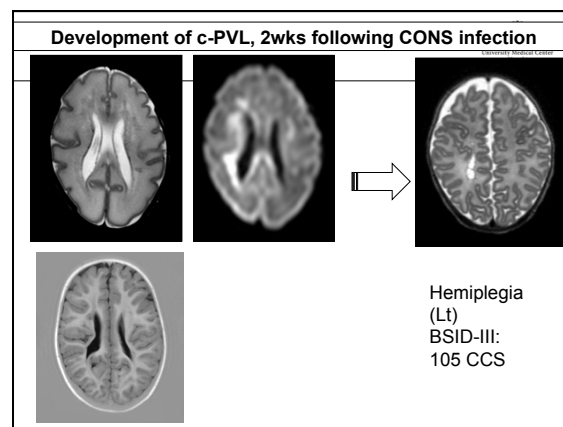 Development of c-PVL, 2wks following CONS infection
University Medical Center
Hemiplegia
(Lt)
BSID-III:
105 CCS